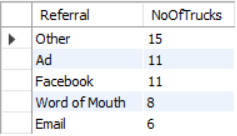 Referral NoOfTrucks
Other 15
Ad 11
Facebook 11
Word of Mouth 8
Email 6